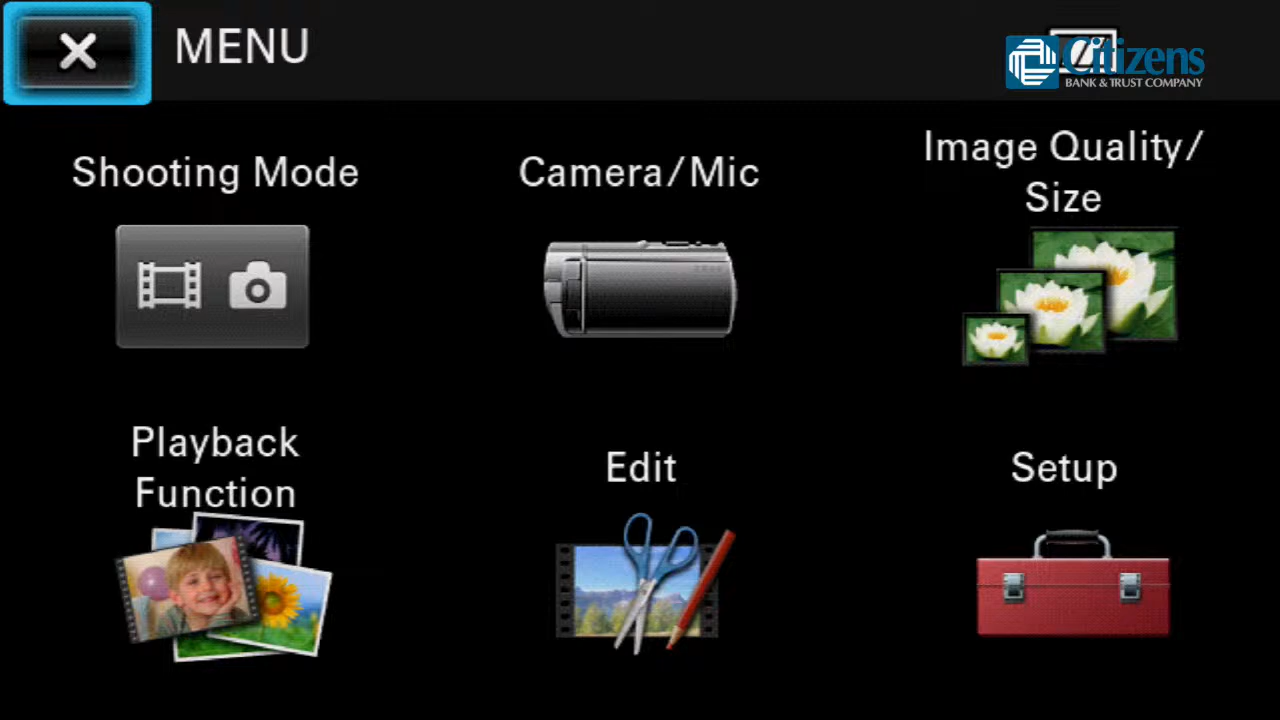 MENU
Citizens
BANK & TRUST COMPANY
Shooting Mode
Camera/Mic
Image Quality/
Size
Playback
Function
Edit
Setup